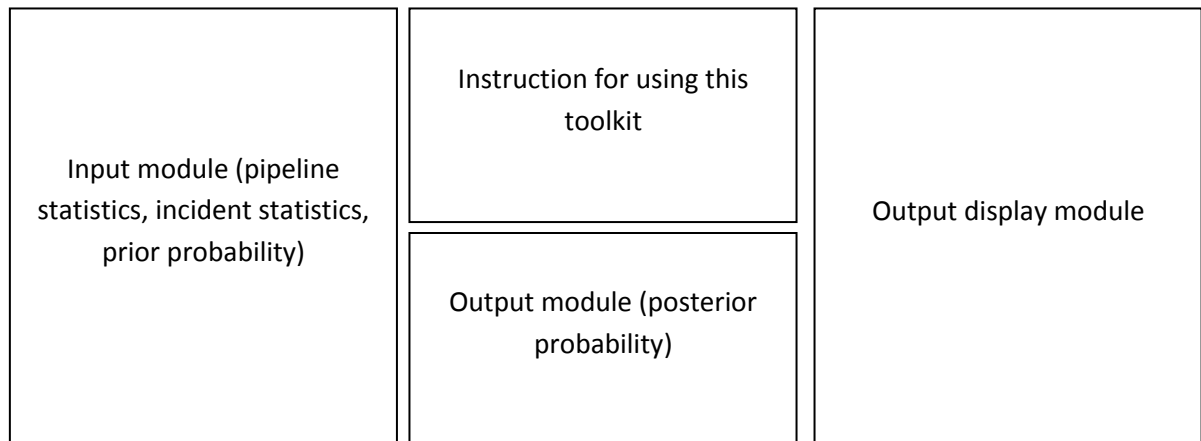 Input module (pipeline
statistics, incident statistics,
prior probability)
Instruction for using this
toolkit
Output module (posterior
probability)
Output display module